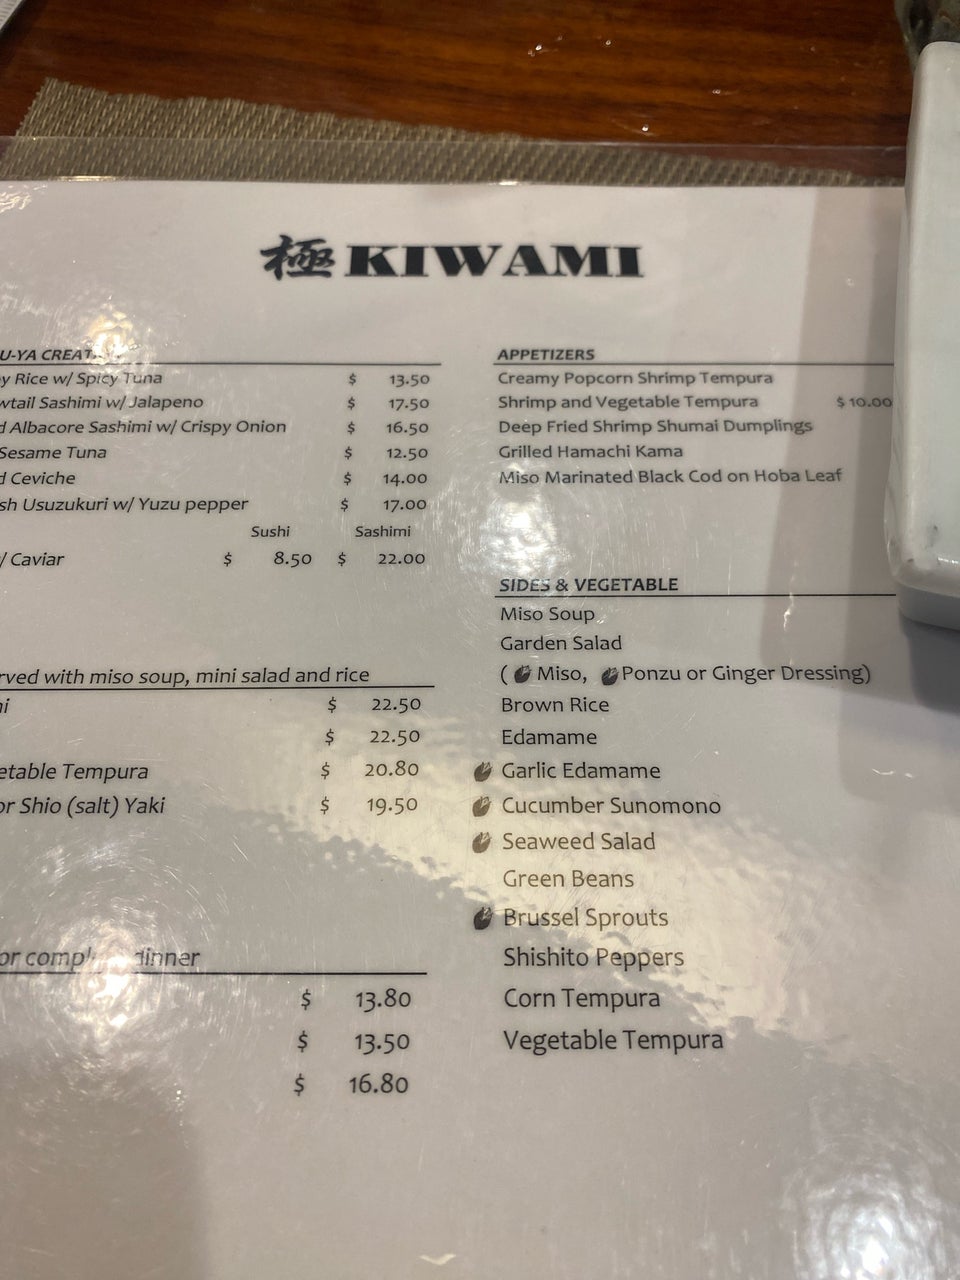 極 KIWAMI
U-YA
w/ Spicy Tuna $ 13.50
Sashimi w/ Jalapeno $ 17.50
Albacore Sashimi w/ Crispy Onion $ 16.50
Sesame Tuna $ 12.50
Ceviche $ 14.00
Usuzukuri w/ Yuzu pepper $ 17.00
Sushi Sashimi
Caviar $ 8.50 $ 22.00
with miso soup, mini salad and rice
$ 22.50
$ 22.50
Tempura $ 20.80
or Shio (salt) Yaki $ 19.50
or dinner
$ 13.80
$ 13.50
$ 16.80
APPETIZERS
Creamy Popcorn Shrimp Tempura
Shrimp and Vegetable Tempura $ 10.00
Deep Fried Shrimp Shumai Dumplings
Grilled Hamachi Kama
Miso Marinated Black Cod on Hoba Leaf
SIDES & VEGETABLE
Miso Soup
Garden Salad
( Miso, Ponzu or Ginger Dressing)
Brown Rice
Edamame
Garlic Edamame
Cucumber Sunomono
Seaweed Salad
Green Beans
Brussel Sprouts
Shishito Peppers
Corn Tempura
Vegetable Tempura